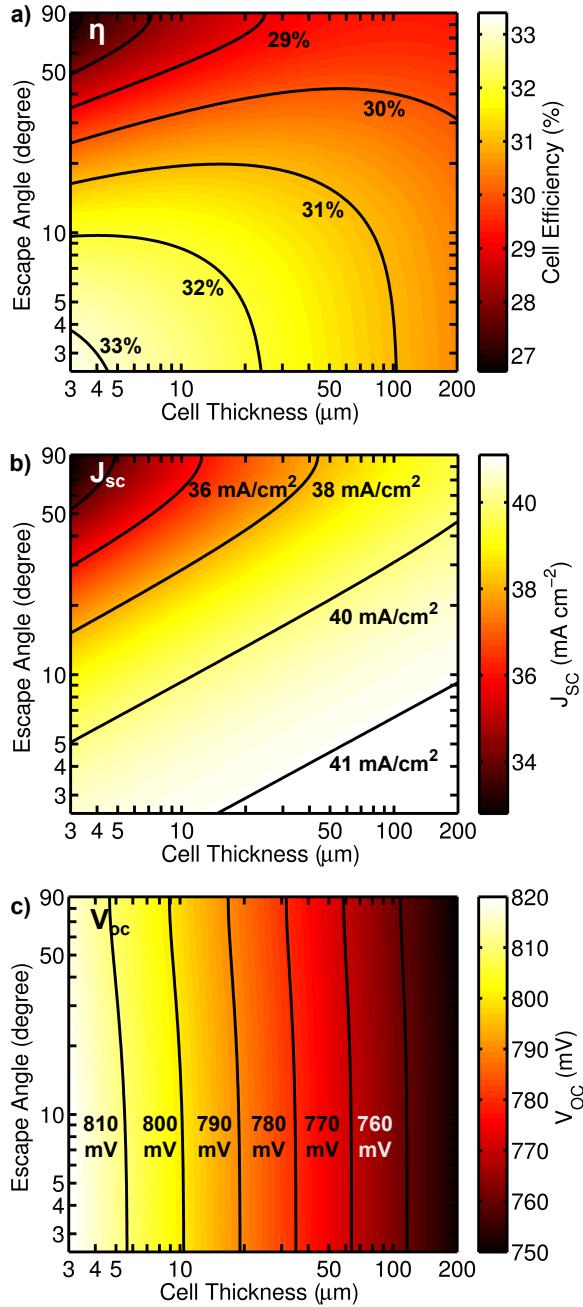 a)
η
90
50
10
5
4
3
Escape Angle (degree)
29%
30%
31%
32%
33%
3 4 5 10 50 100 200
Cell Thickness (μm)
33
32
31
30
29
28
27
Cell Efficiency (%)
b)
J_sc
90
50
10
5
4
3
Escape Angle (degree)
36 mA/cm²
38 mA/cm²
40 mA/cm²
41 mA/cm²
3 4 5 10 50 100 200
Cell Thickness (μm)
40
38
36
34
J_SC (mA cm⁻²)
c)
V_oc
90
50
10
5
4
3
Escape Angle (degree)
810 mV
800 mV
790 mV
780 mV
770 mV
760 mV
3 4 5 10 50 100 200
Cell Thickness (μm)
820
810
800
790
780
770
760
750
V_OC (mV)